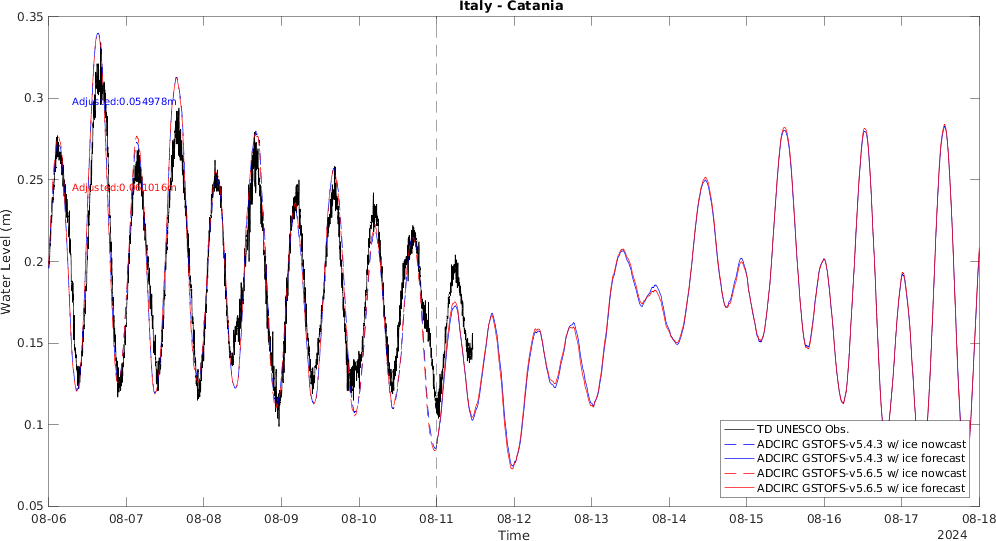 Italy - Catania
0.35
0.3
0.25
0.2
0.15
0.1
0.05
Water Level (m)
Adjusted:0.054978m
Adjusted:0.061016m
TD UNESCO Obs.
ADCIRC GSTOFS-v5.4.3 w/ ice nowcast
ADCIRC GSTOFS-v5.4.3 w/ ice forecast
ADCIRC GSTOFS-v5.6.5 w/ ice nowcast
ADCIRC GSTOFS-v5.6.5 w/ ice forecast
08-06 08-07 08-08 08-09 08-10 08-11 08-12 08-13 08-14 08-15 08-16 08-17 08-18
Time
2024